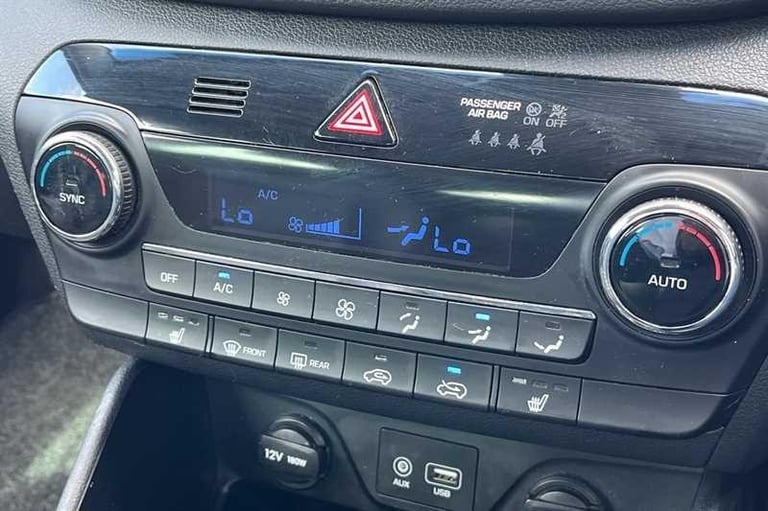 PASSENGER
AIR BAG
ON OFF
SYNC
A/C
Lo
Lo
AUTO
OFF
A/C
FRONT
REAR
12V 180W
AUX
USB